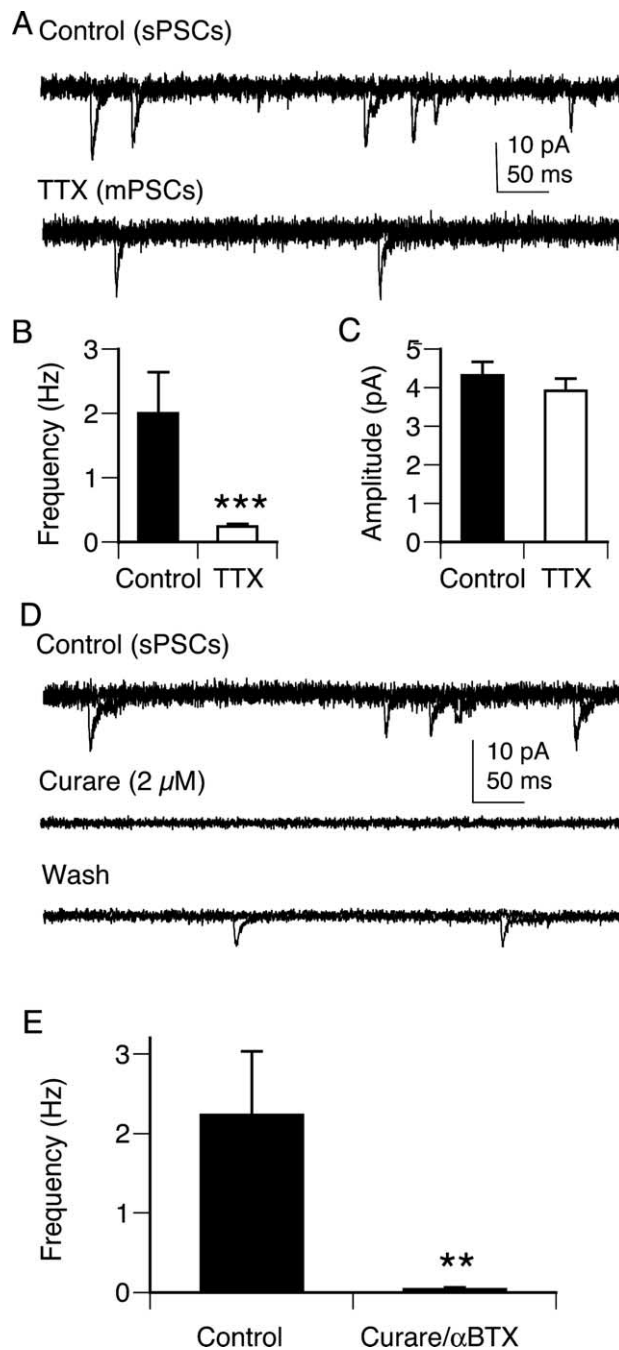 A
Control (sPSCs)
10 pA
50 ms
TTX (mPSCs)
B
Frequency (Hz)
3
2
1
0
***
Control TTX
C
Amplitude (pA)
5
4
3
2
1
0
Control TTX
D
Control (sPSCs)
10 pA
50 ms
Curare (2 µM)
Wash
E
Frequency (Hz)
3
2
1
0
**
Control Curare/αBTX